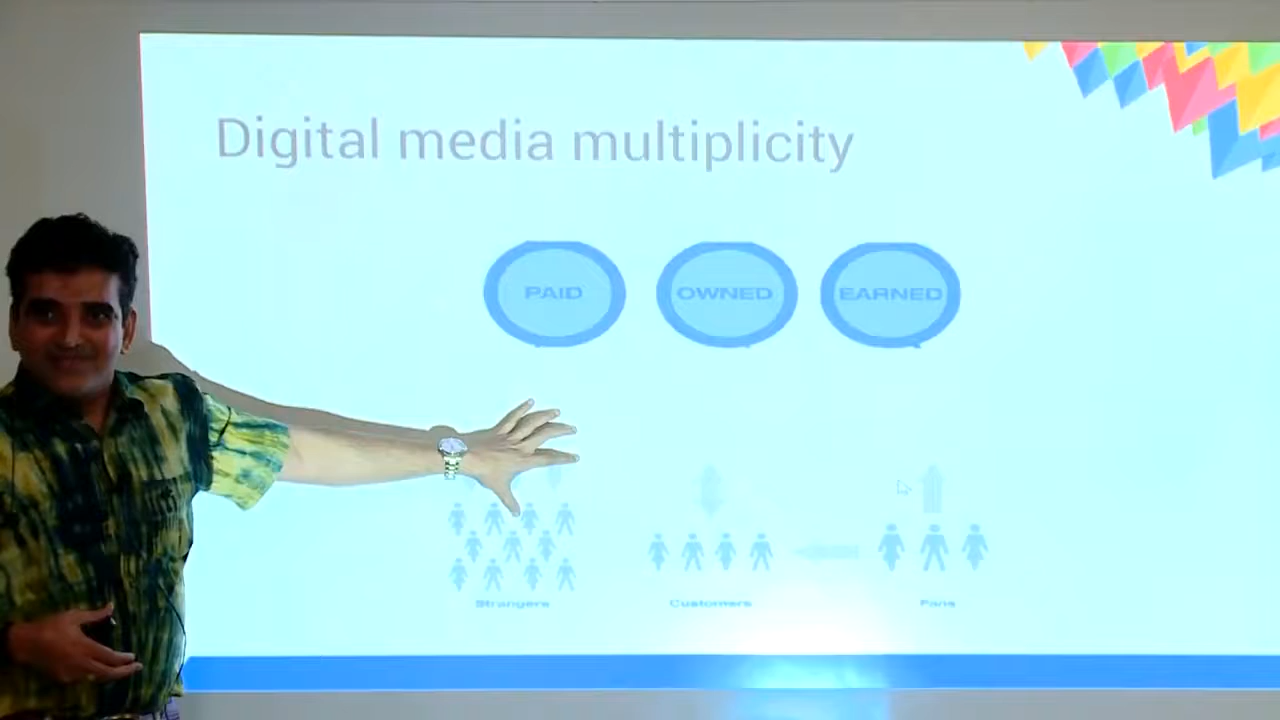 Digital media multiplicity
PAID
OWNED
EARNED
Strangers
Customers
Fans